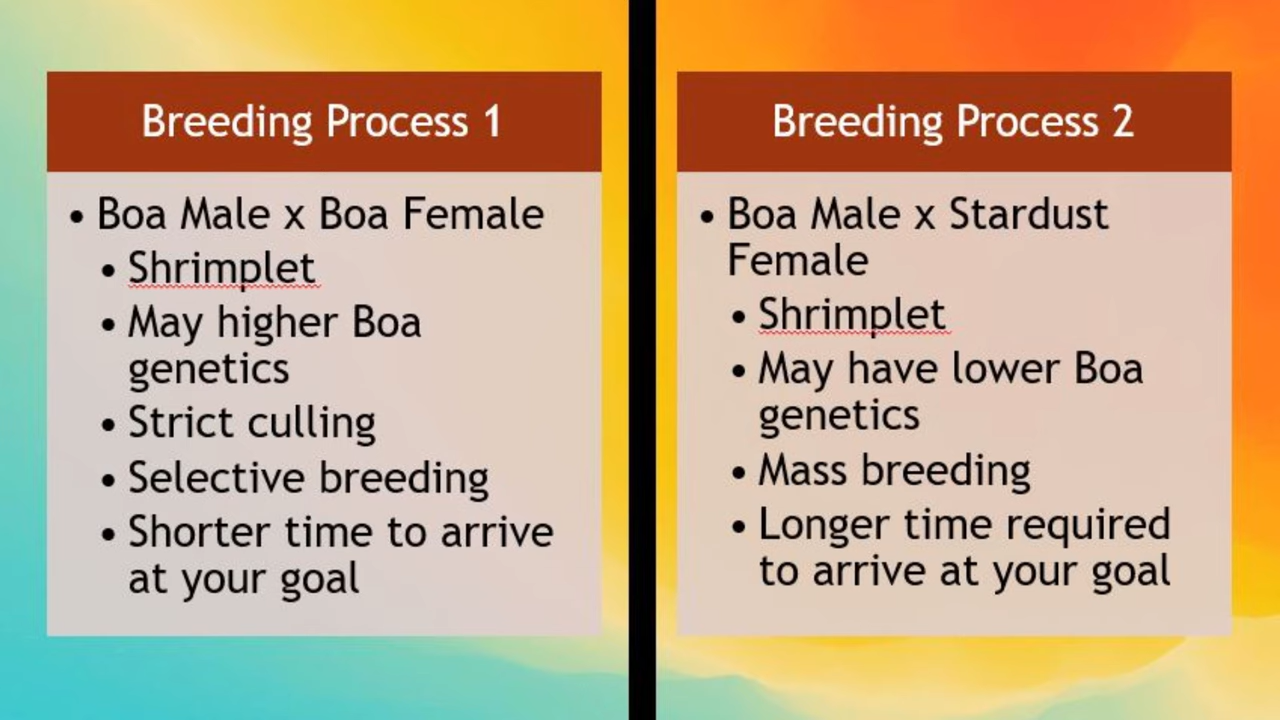 Breeding Process 1
• Boa Male x Boa Female
• Shrimplet
• May higher Boa
genetics
• Strict culling
• Selective breeding
• Shorter time to arrive
at your goal
Breeding Process 2
• Boa Male x Stardust
Female
• Shrimplet
• May have lower Boa
genetics
• Mass breeding
• Longer time required
to arrive at your goal